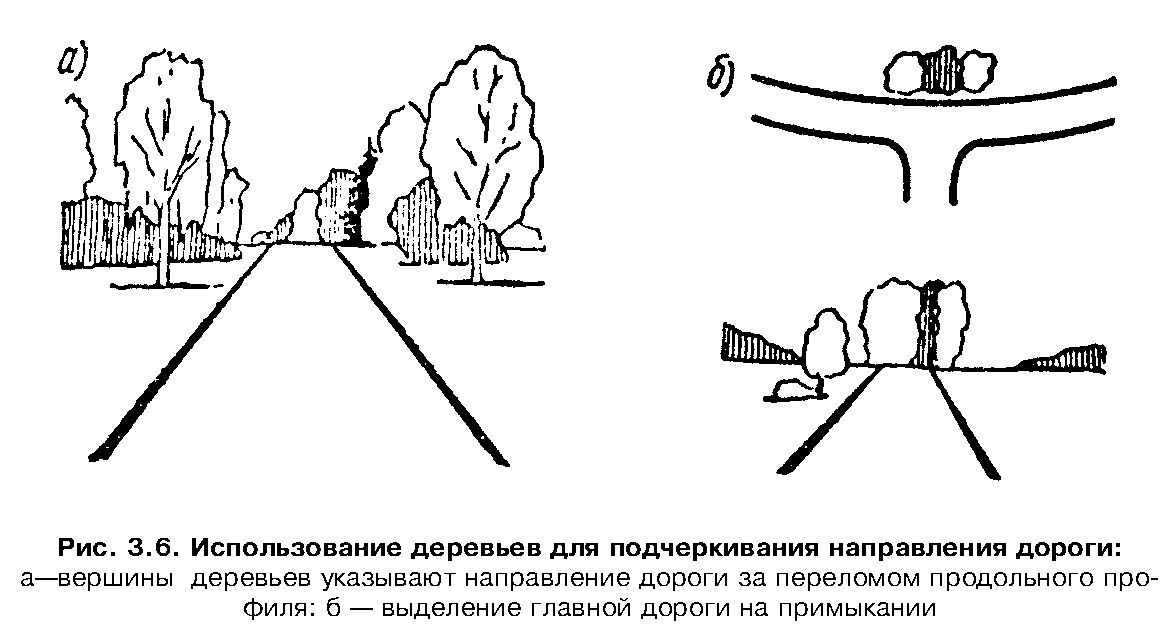 а)
б)
Рис. 3.6. Использование деревьев для подчеркивания направления дороги:
а—вершины деревьев указывают направление дороги за переломом продольного про-
филя: б — выделение главной дороги на примыкании